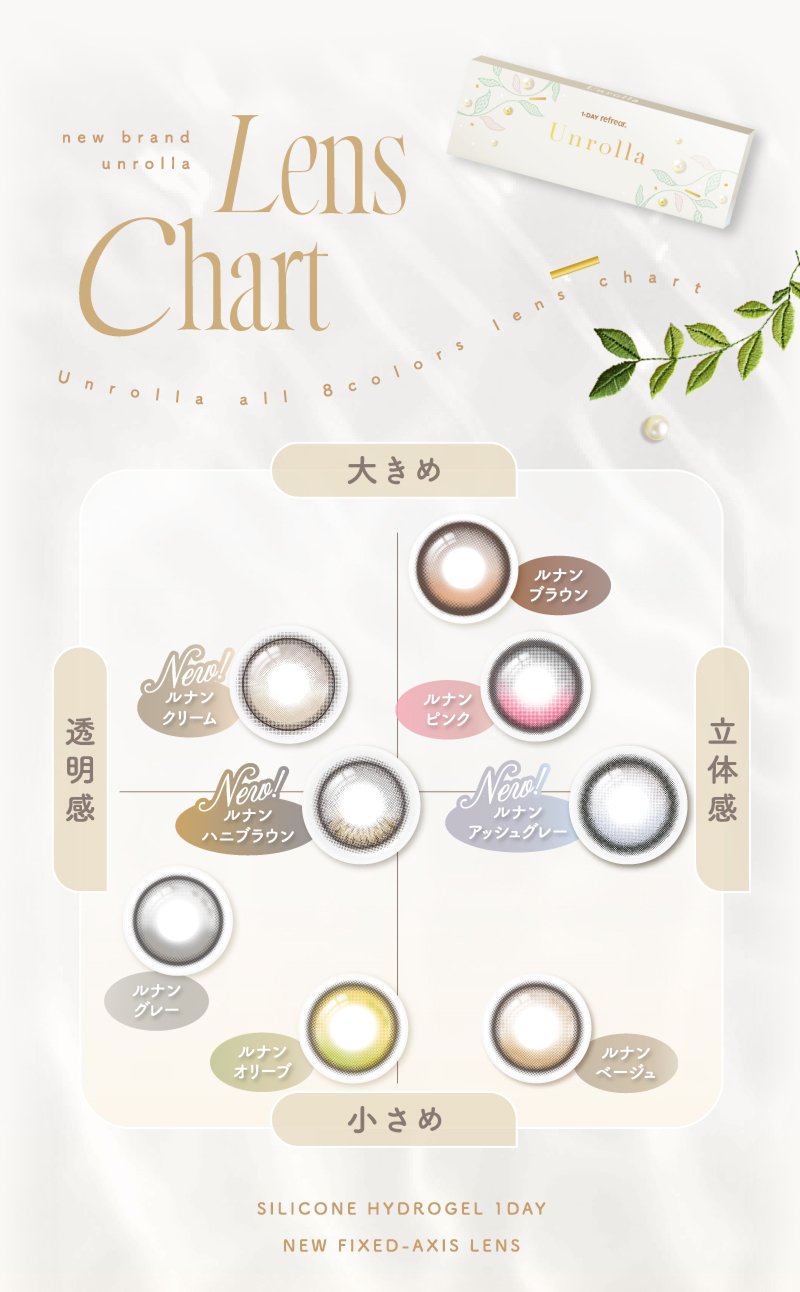 new brand
unrolla
Lens
Chart
1-DAY refrear.
Unrolla
Unrolla all 8colors lens chart
大きめ
ルナン
ブラウン
New!
ルナン
クリーム
ルナン
ピンク
透明感
立体感
New!
ルナン
ハニブラウン
New!
ルナン
アッシュグレー
ルナン
グレー
ルナン
オリーブ
ルナン
ベージュ
小さめ
SILICONE HYDROGEL 1DAY
NEW FIXED-AXIS LENS